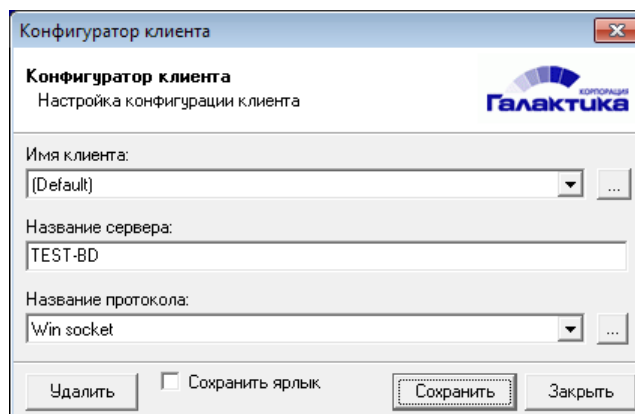 Конфигуратор клиента
Конфигуратор клиента
Настройка конфигурации клиента
КОРПОРАЦИЯ
Галактика
Имя клиента:
(Default)
...
Название сервера:
TEST-BD
Название протокола:
Win socket
...
Удалить
Сохранить ярлык
Сохранить
Закрыть